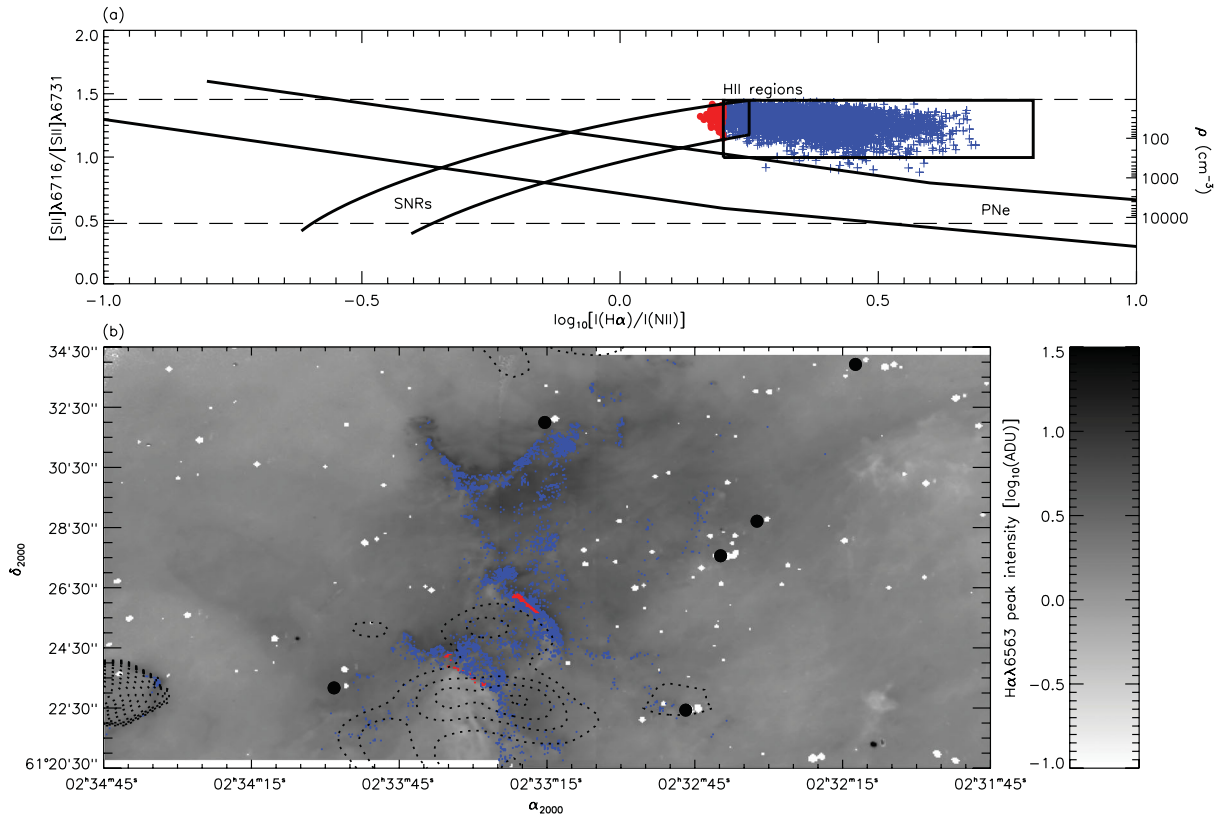 (a)
2.0
1.5
1.0
0.5
0.0
[SII]λ6716/[SII]λ6731
HII regions
SNRs
PNe
100
1000
10000
ρ (cm⁻³)
-1.0 -0.5 0.0 0.5 1.0
log₁₀[I(Hα)/I(NII)]
(b)
34'30''
32'30''
30'30''
28'30''
26'30''
24'30''
22'30''
61°20'30''
δ₂₀₀₀
02ʰ34ᵐ45ˢ 02ʰ34ᵐ15ˢ 02ʰ33ᵐ45ˢ 02ʰ33ᵐ15ˢ 02ʰ32ᵐ45ˢ 02ʰ32ᵐ15ˢ 02ʰ31ᵐ45ˢ
α₂₀₀₀
Hαλ6563 peak intensity [log₁₀(ADU)]
1.5
1.0
0.5
0.0
-0.5
-1.0